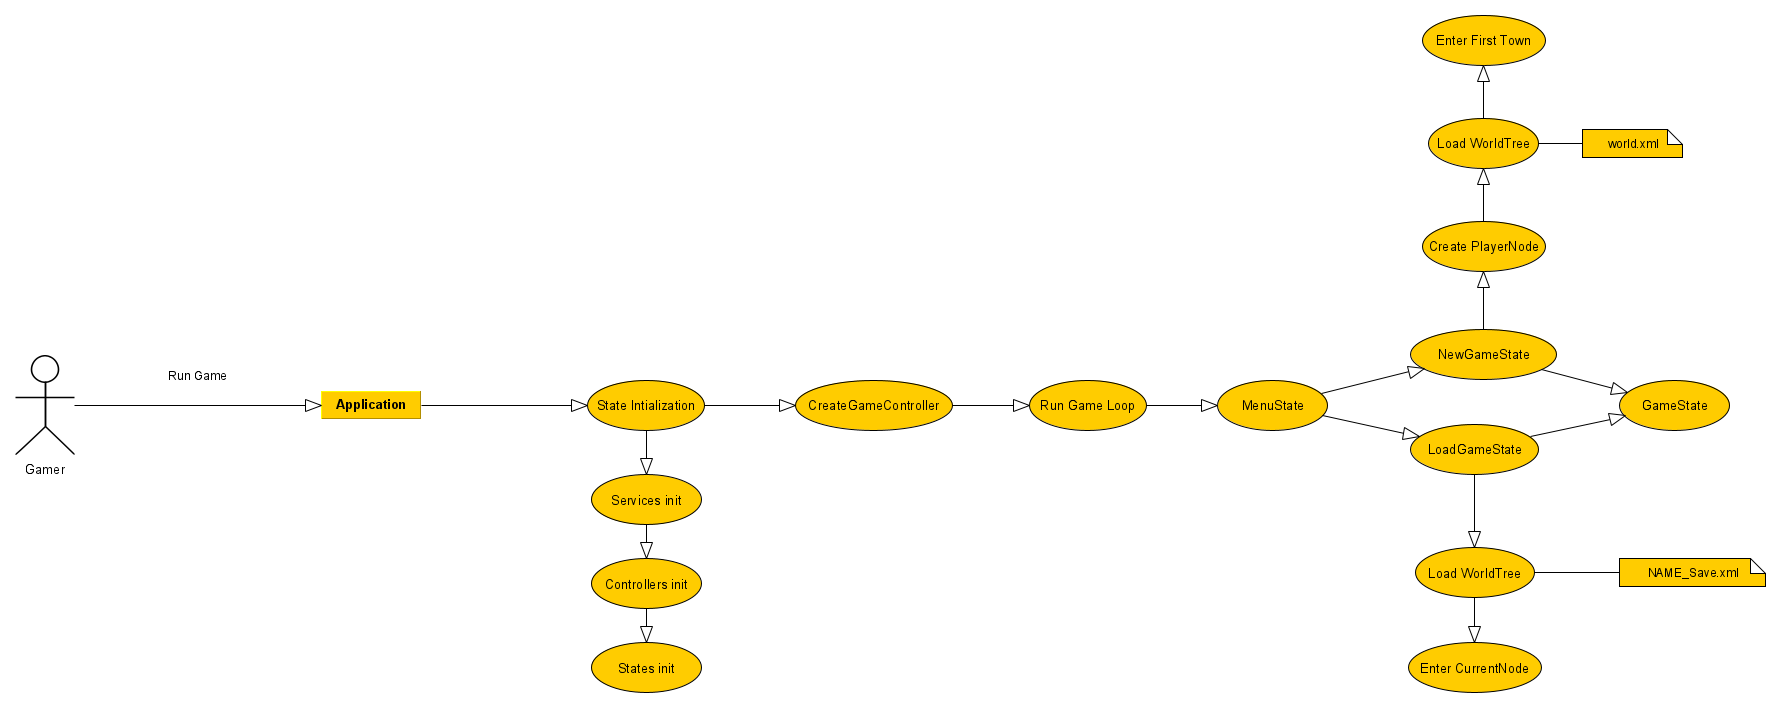 Enter First Town
Load WorldTree
world.xml
Create PlayerNode
NewGameState
Run Game
Application
State Intialization
CreateGameController
Run Game Loop
MenuState
GameState
LoadGameState
Gamer
Services init
Controllers init
Load WorldTree
NAME_Save.xml
States init
Enter CurrentNode